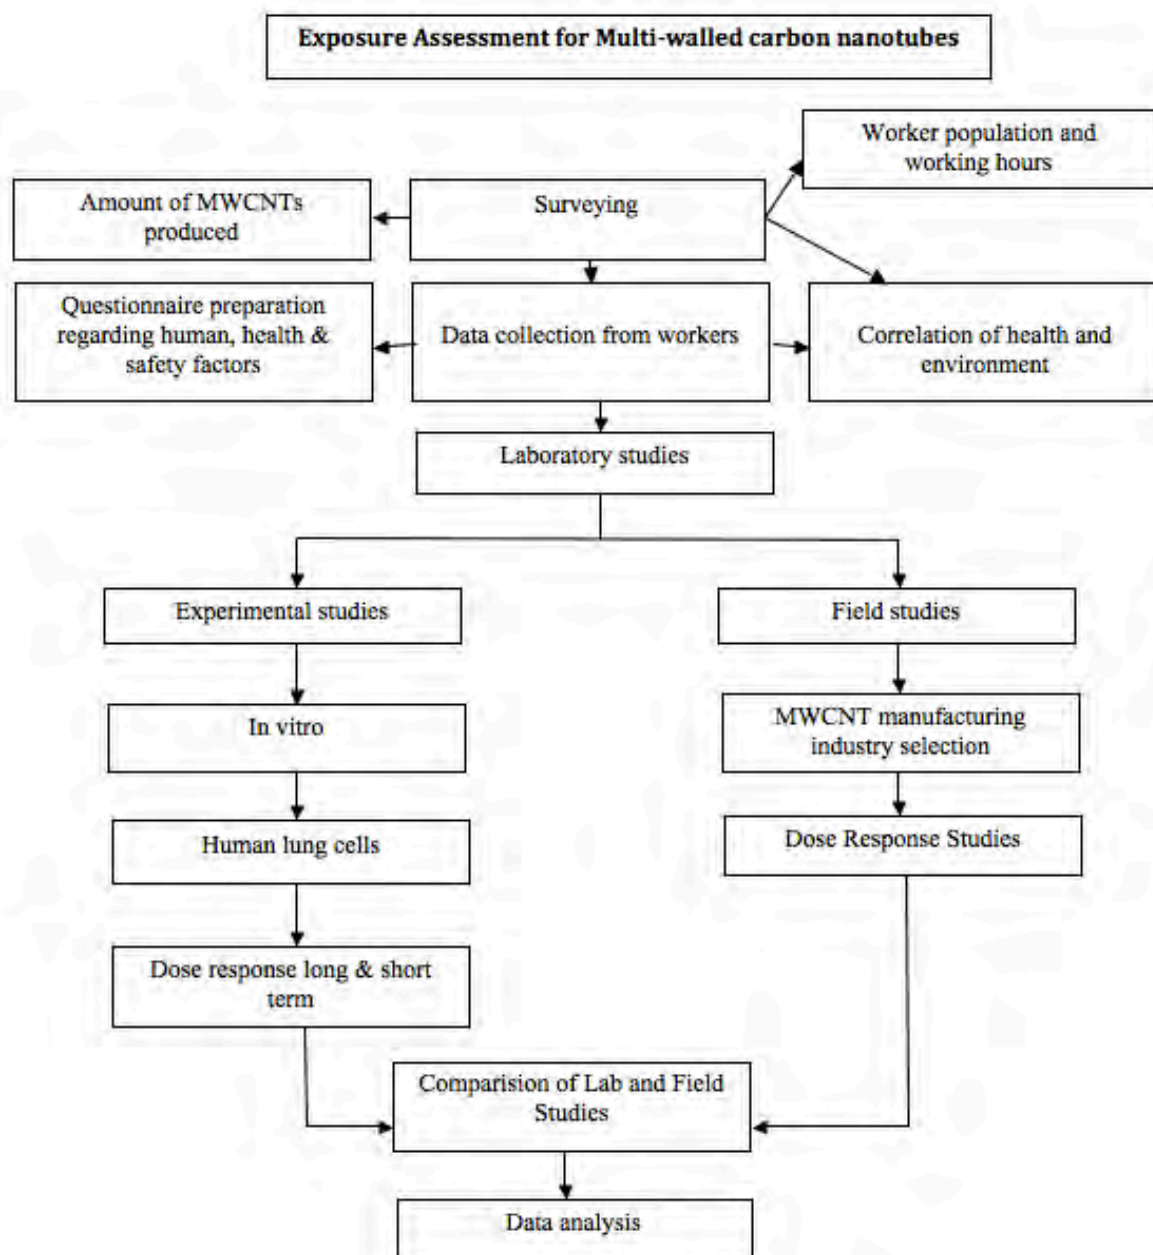 Exposure Assessment for Multi-walled carbon nanotubes
Worker population and
working hours
Amount of MWCNTs
produced
Surveying
Questionnaire preparation
regarding human, health &
safety factors
Data collection from workers
Correlation of health and
environment
Laboratory studies
Experimental studies
Field studies
In vitro
MWCNT manufacturing
industry selection
Human lung cells
Dose Response Studies
Dose response long & short
term
Comparision of Lab and Field
Studies
Data analysis